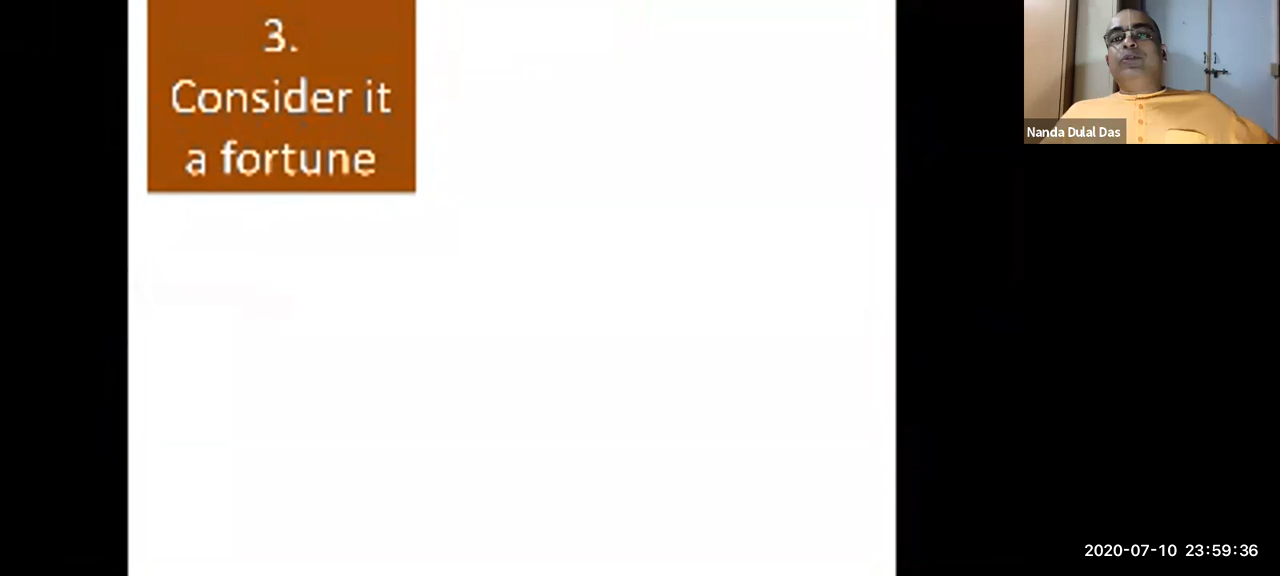 3.
Consider it
a fortune
Nanda Dulal Das
2020-07-10 23:59:36